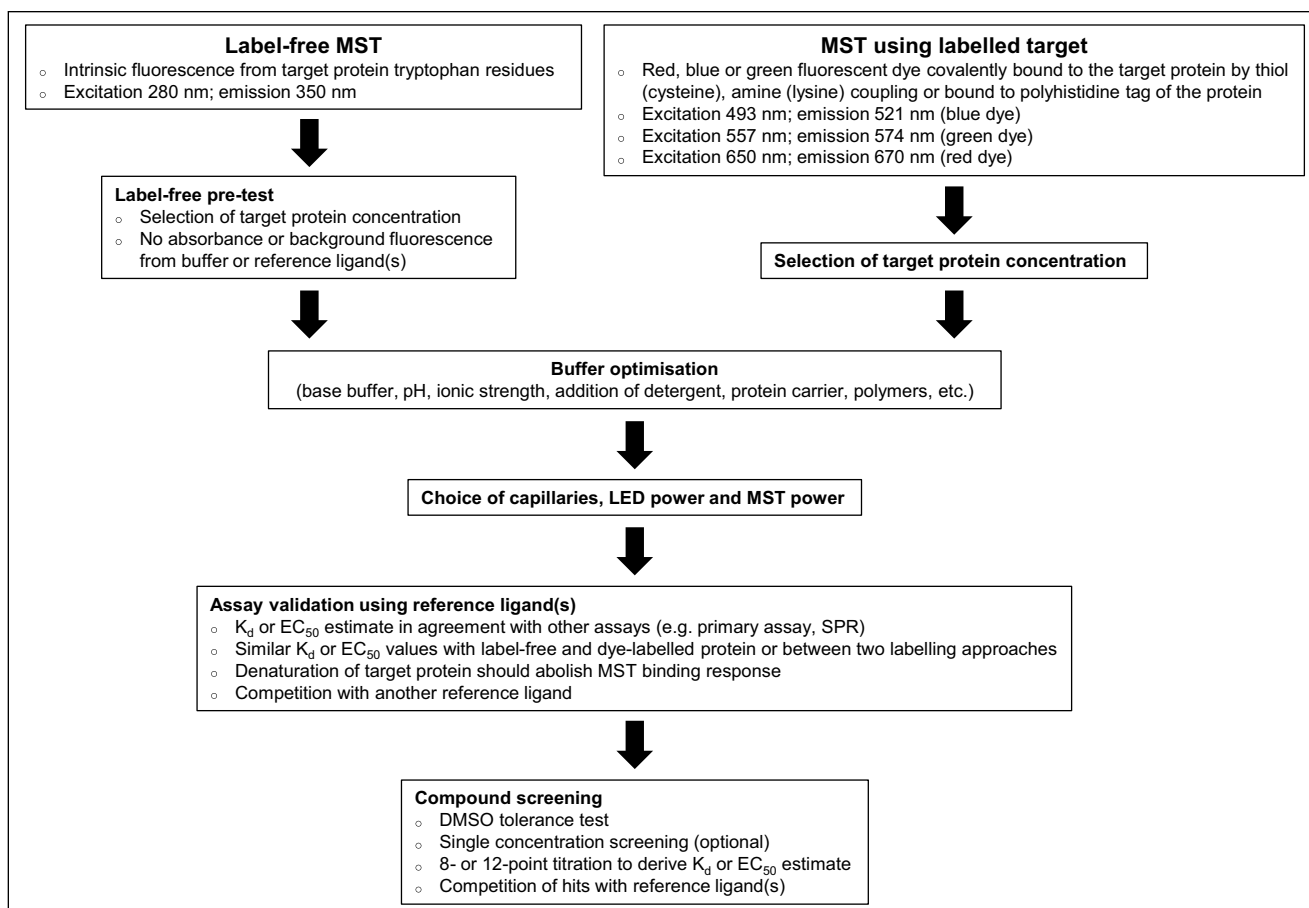 Label-free MST
○ Intrinsic fluorescence from target protein tryptophan residues
○ Excitation 280 nm; emission 350 nm
MST using labelled target
○ Red, blue or green fluorescent dye covalently bound to the target protein by thiol
(cysteine), amine (lysine) coupling or bound to polyhistidine tag of the protein
○ Excitation 493 nm; emission 521 nm (blue dye)
○ Excitation 557 nm; emission 574 nm (green dye)
○ Excitation 650 nm; emission 670 nm (red dye)
Label-free pre-test
○ Selection of target protein concentration
○ No absorbance or background fluorescence
from buffer or reference ligand(s)
Selection of target protein concentration
Buffer optimisation
(base buffer, pH, ionic strength, addition of detergent, protein carrier, polymers, etc.)
Choice of capillaries, LED power and MST power
Assay validation using reference ligand(s)
○ Kd or EC50 estimate in agreement with other assays (e.g. primary assay, SPR)
○ Similar Kd or EC50 values with label-free and dye-labelled protein or between two labelling approaches
○ Denaturation of target protein should abolish MST binding response
○ Competition with another reference ligand
Compound screening
○ DMSO tolerance test
○ Single concentration screening (optional)
○ 8- or 12-point titration to derive Kd or EC50 estimate
○ Competition of hits with reference ligand(s)